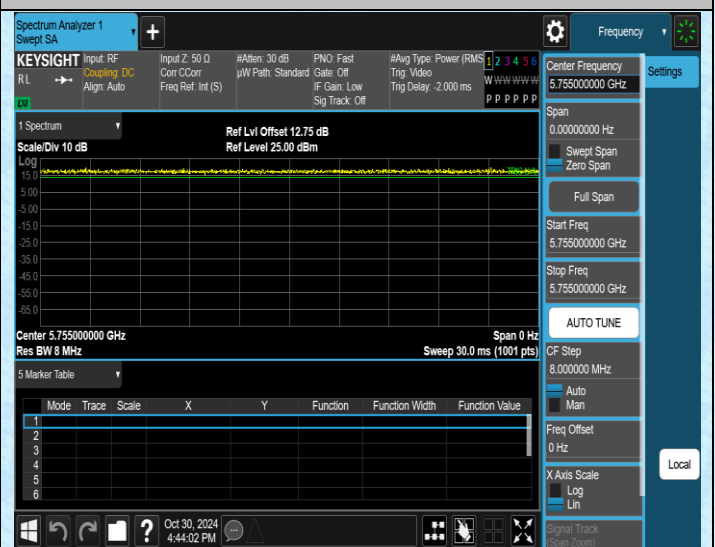 Spectrum Analyzer 1
Swept SA
+
Frequency
KEYSIGHT
RL
LXI
Input: RF
Coupling: DC
Align: Auto
Input Z: 50 Ω
Corr CCorr
Freq Ref: Int (S)
#Atten: 30 dB
µW Path: Standard
PNO: Fast
Gate: Off
IF Gain: Low
Sig Track: Off
#Avg Type: Power (RMS
Trig: Video
Trig Delay: -2.000 ms
1 2 3 4 5 6
W W W W W W
P P P P P P
Center Frequency
5.755000000 GHz
Settings
Span
0.00000000 Hz
Swept Span
Zero Span
Full Span
Start Freq
5.755000000 GHz
Stop Freq
5.755000000 GHz
AUTO TUNE
CF Step
8.000000 MHz
Auto
Man
Freq Offset
0 Hz
X Axis Scale
Log
Lin
Signal Track
(Span Zoom)
Local
1 Spectrum
Scale/Div 10 dB
Ref Lvl Offset 12.75 dB
Ref Level 25.00 dBm
Log
15.0
5.00
-5.00
-15.0
-25.0
-35.0
-45.0
-55.0
-65.0
Center 5.755000000 GHz
Span 0 Hz
Res BW 8 MHz
Sweep 30.0 ms (1001 pts)
5 Marker Table
Mode Trace Scale X Y Function Function Width Function Value
1
2
3
4
5
6
?
Oct 30, 2024
4:44:02 PM